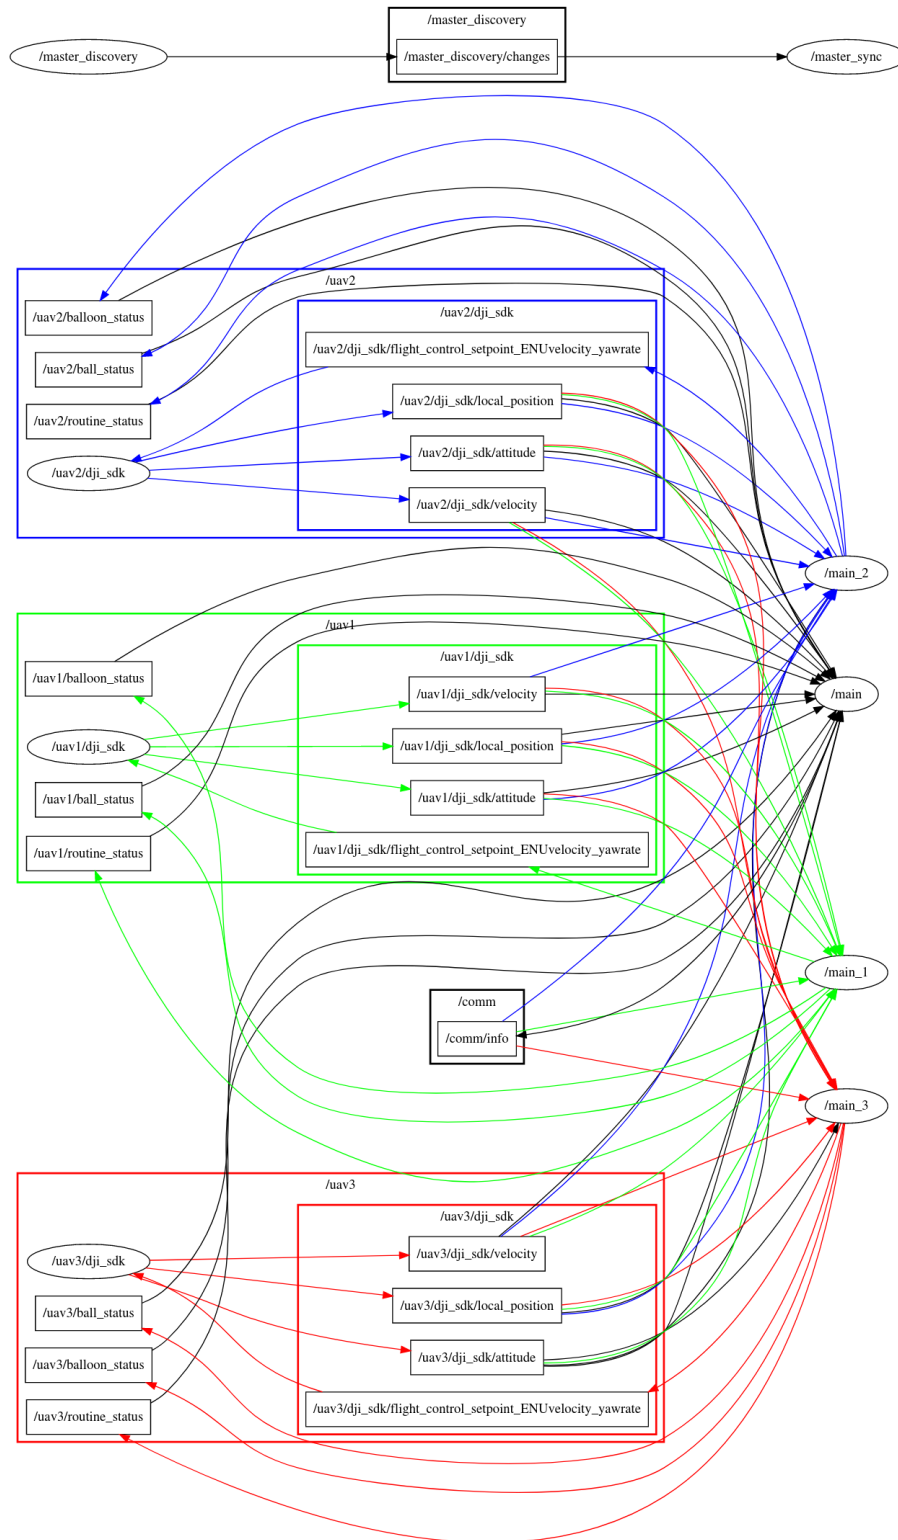 /master_discovery
/master_discovery
/master_discovery/changes
/master_sync
/uav2
/uav2/balloon_status
/uav2/ball_status
/uav2/routine_status
/uav2/dji_sdk
/uav2/dji_sdk
/uav2/dji_sdk/flight_control_setpoint_ENUvelocity_yawrate
/uav2/dji_sdk/local_position
/uav2/dji_sdk/attitude
/uav2/dji_sdk/velocity
/main_2
/uav1
/uav1/balloon_status
/uav1/dji_sdk
/uav1/ball_status
/uav1/routine_status
/uav1/dji_sdk
/uav1/dji_sdk/velocity
/uav1/dji_sdk/local_position
/uav1/dji_sdk/attitude
/uav1/dji_sdk/flight_control_setpoint_ENUvelocity_yawrate
/main
/main_1
/comm
/comm/info
/main_3
/uav3
/uav3/dji_sdk
/uav3/ball_status
/uav3/balloon_status
/uav3/routine_status
/uav3/dji_sdk
/uav3/dji_sdk/velocity
/uav3/dji_sdk/local_position
/uav3/dji_sdk/attitude
/uav3/dji_sdk/flight_control_setpoint_ENUvelocity_yawrate